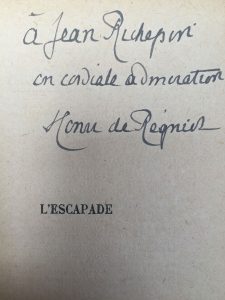 à Jean Richepin
en cordiale admiration
Henri de Régnier
L'ESCAPADE